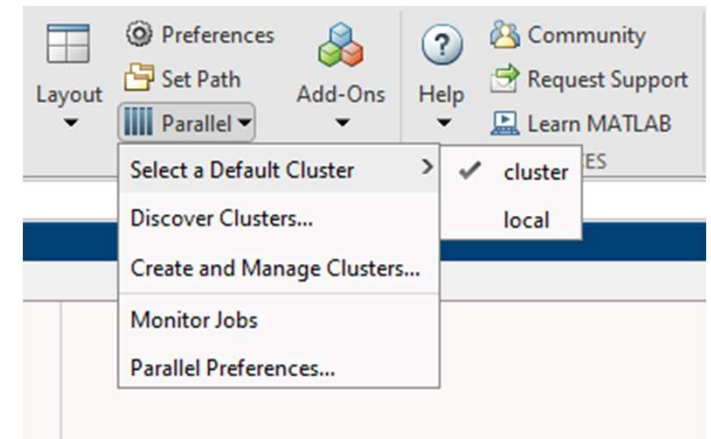 Layout
Preferences
Set Path
Parallel
Add-Ons
Help
Community
Request Support
Learn MATLAB
Select a Default Cluster
cluster
local
Discover Clusters...
Create and Manage Clusters...
Monitor Jobs
Parallel Preferences...